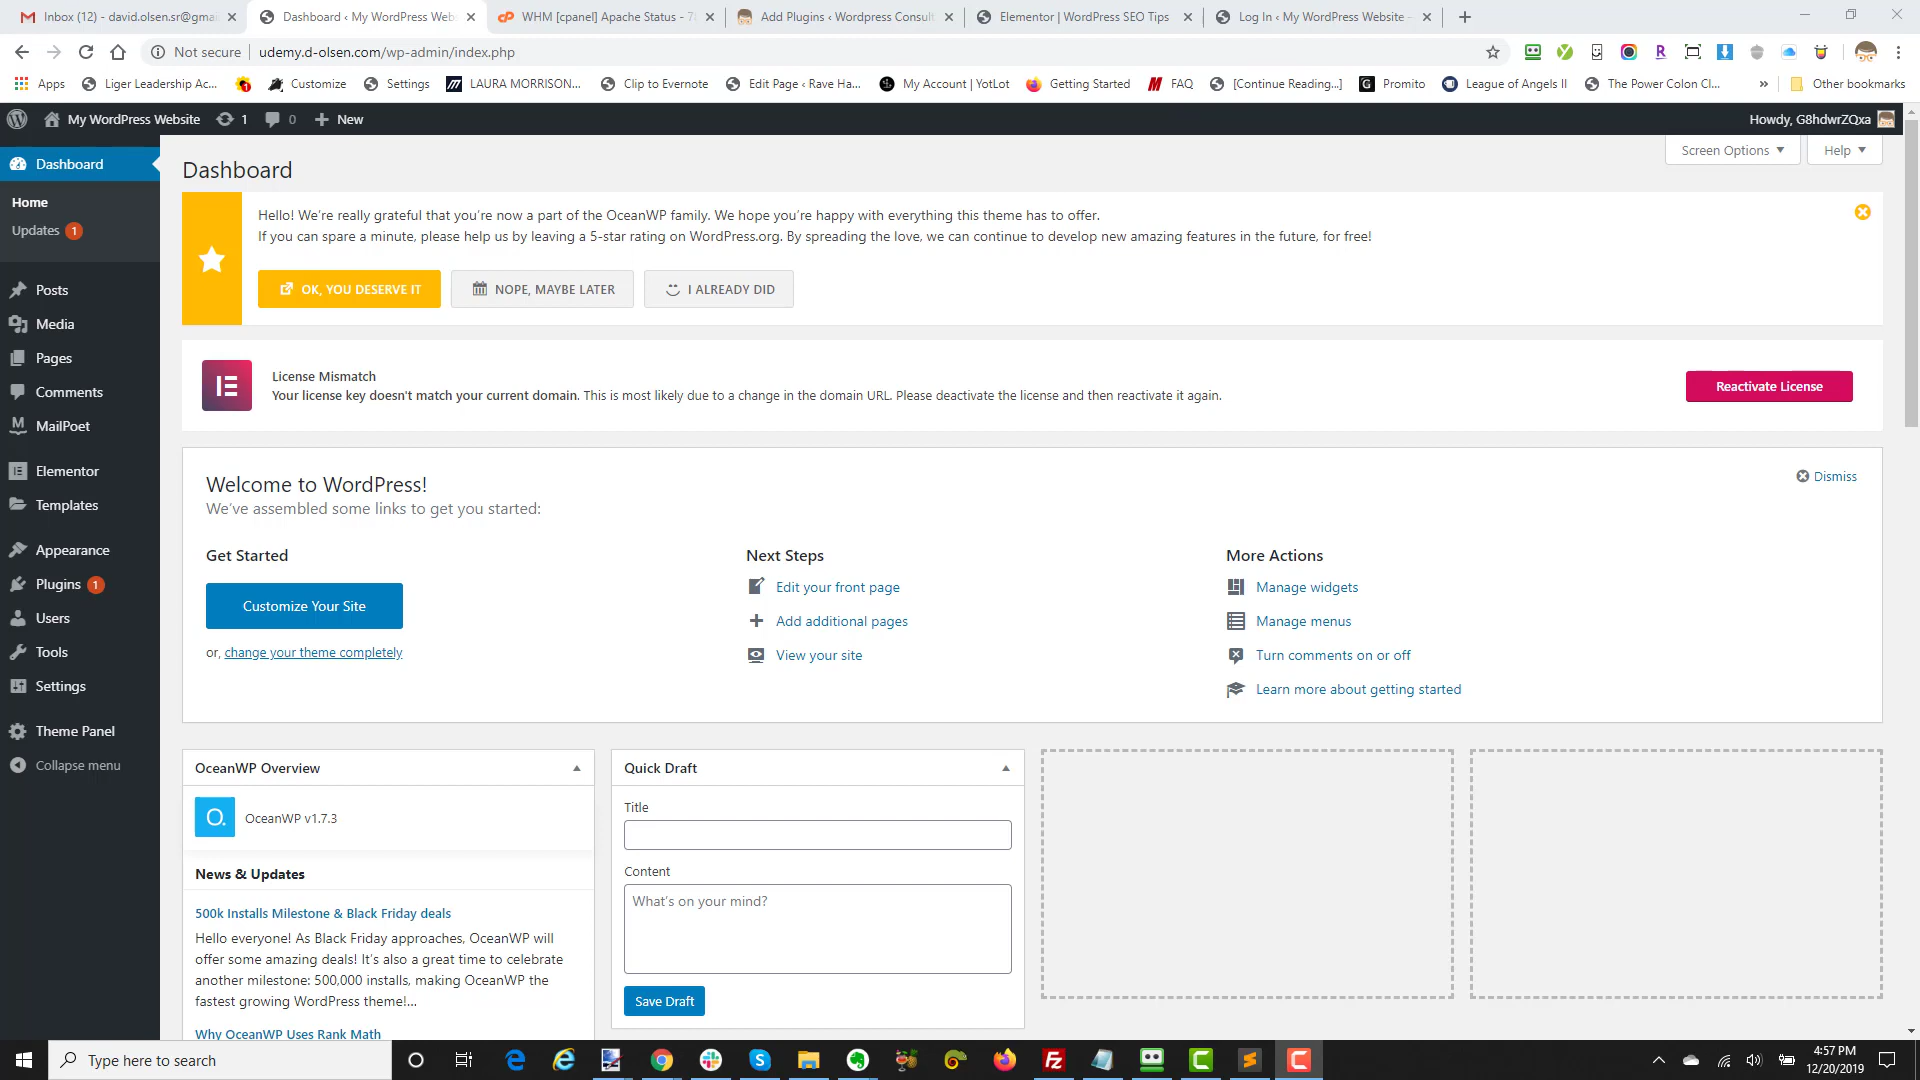 Inbox (12) - david.olsen.sr@gmai
Dashboard ‹ My WordPress Webs
WHM [cpanel] Apache Status - 7
Add Plugins ‹ Wordpress Consult
Elementor | WordPress SEO Tips
Log In ‹ My WordPress Website -
Not secure
udemy.d-olsen.com/wp-admin/index.php
Apps
Liger Leadership Ac...
Customize
Settings
LAURA MORRISON...
Clip to Evernote
Edit Page ‹ Rave Ha...
My Account | YotLot
Getting Started
FAQ
[Continue Reading...]
Promito
League of Angels II
The Power Colon Cl...
»
Other bookmarks
My WordPress Website
1
0
New
Howdy, G8hdwrZQxa
Dashboard
Home
Updates 1
Posts
Media
Pages
Comments
MailPoet
Elementor
Templates
Appearance
Plugins 1
Users
Tools
Settings
Theme Panel
Collapse menu
Dashboard
Screen Options
Help
Hello! We're really grateful that you're now a part of the OceanWP family. We hope you're happy with everything this theme has to offer.
If you can spare a minute, please help us by leaving a 5-star rating on WordPress.org. By spreading the love, we can continue to develop new amazing features in the future, for free!
OK, YOU DESERVE IT
NOPE, MAYBE LATER
I ALREADY DID
License Mismatch
Your license key doesn't match your current domain. This is most likely due to a change in the domain URL. Please deactivate the license and then reactivate it again.
Reactivate License
Welcome to WordPress!
Dismiss
We've assembled some links to get you started:
Get Started
Customize Your Site
or, change your theme completely
Next Steps
Edit your front page
Add additional pages
View your site
More Actions
Manage widgets
Manage menus
Turn comments on or off
Learn more about getting started
OceanWP Overview
O.
OceanWP v1.7.3
News & Updates
500k Installs Milestone & Black Friday deals
Hello everyone! As Black Friday approaches, OceanWP will
offer some amazing deals! It's also a great time to celebrate
another milestone: 500,000 installs, making OceanWP the
fastest growing WordPress theme!...
Why OceanWP Uses Rank Math
Quick Draft
Title
Content
What's on your mind?
Save Draft
Type here to search
4:57 PM
12/20/2019